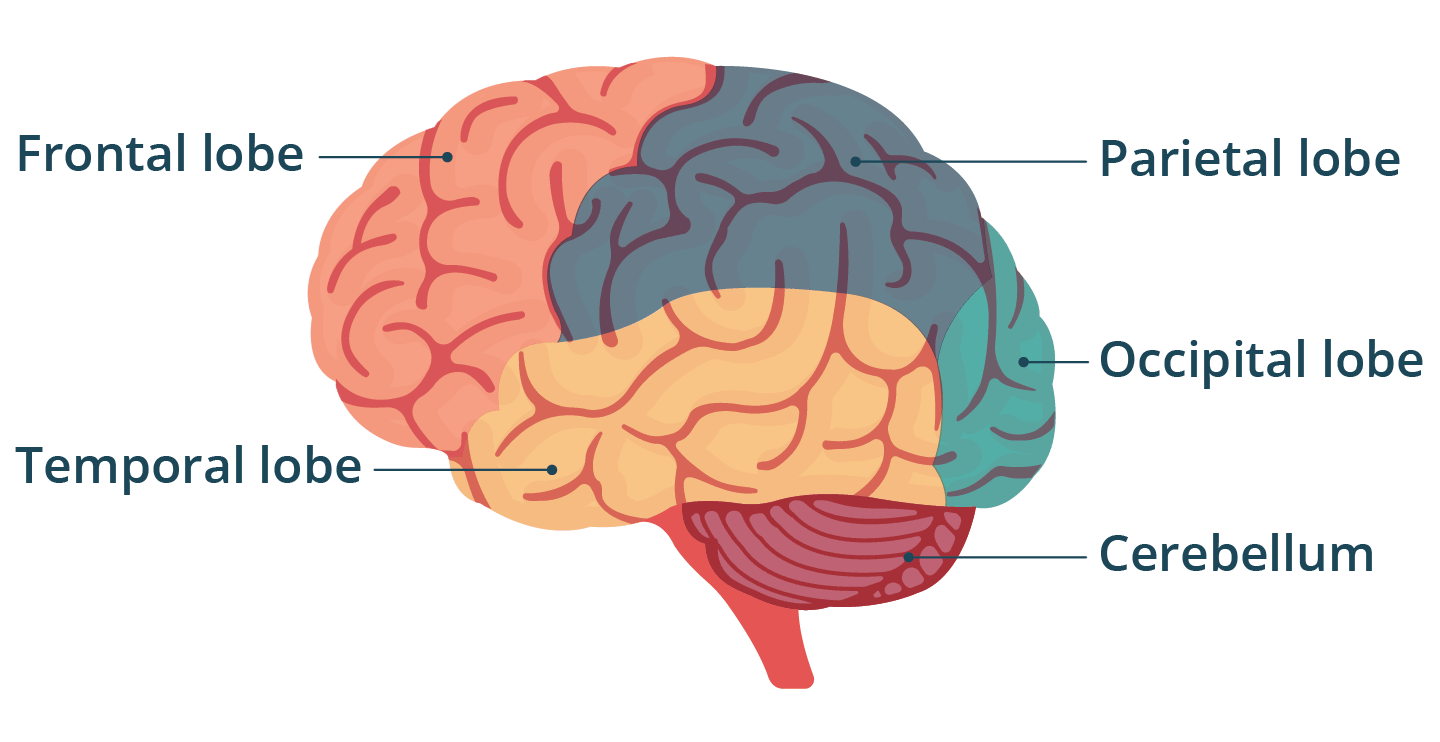 Frontal lobe
Parietal lobe
Occipital lobe
Temporal lobe
Cerebellum